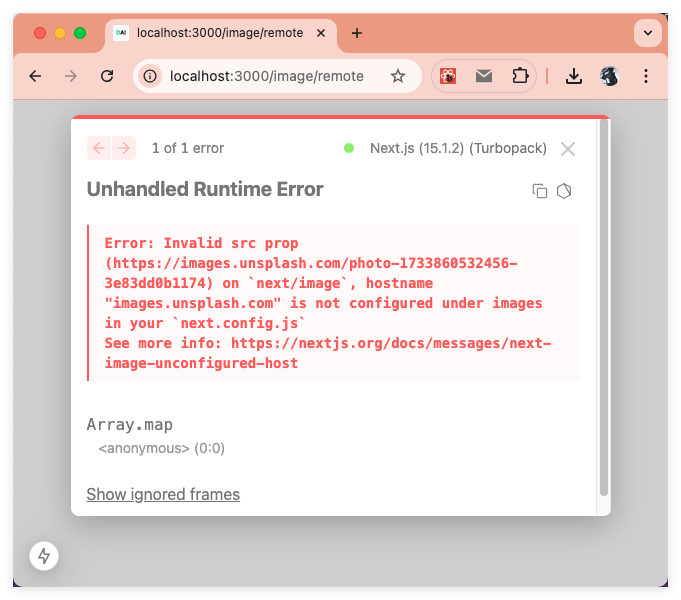 DAI localhost:3000/image/remote
localhost:3000/image/remote
1 of 1 error Next.js (15.1.2) (Turbopack)
Unhandled Runtime Error
Error: Invalid src prop
(https://images.unsplash.com/photo-1733860532456-
3e83dd0b1174) on `next/image`, hostname
"images.unsplash.com" is not configured under images
in your `next.config.js`
See more info: https://nextjs.org/docs/messages/next-
image-unconfigured-host
Array.map
<anonymous> (0:0)
Show ignored frames